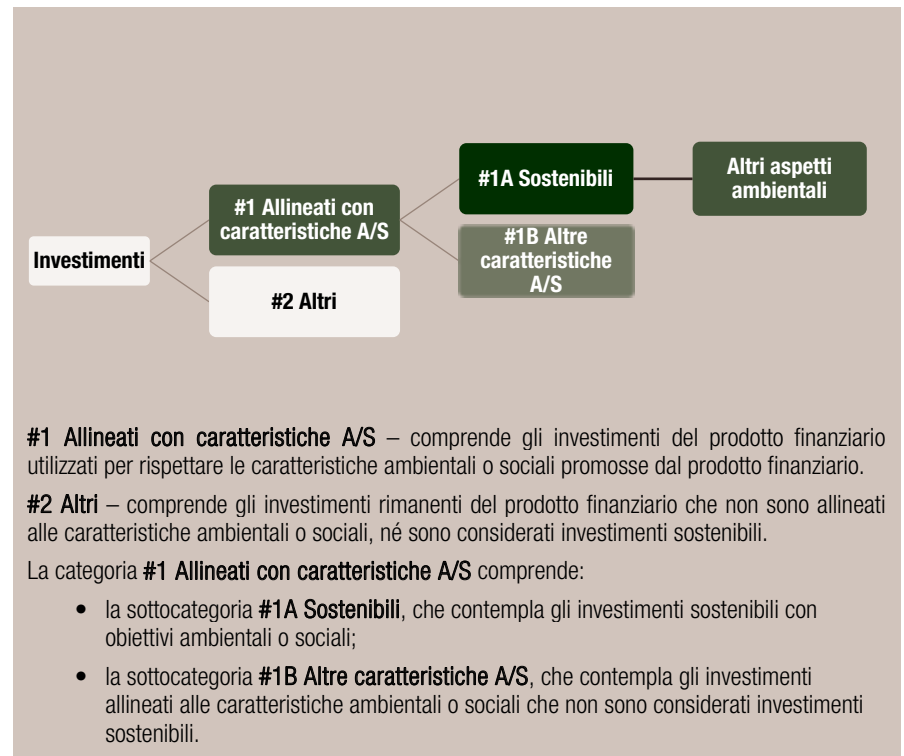 #1A Sostenibili
Altri aspetti
ambientali
#1 Allineati con
caratteristiche A/S
#1B Altre
caratteristiche
A/S
Investimenti
#2 Altri
#1 Allineati con caratteristiche A/S – comprende gli investimenti del prodotto finanziario
utilizzati per rispettare le caratteristiche ambientali o sociali promosse dal prodotto finanziario.
#2 Altri – comprende gli investimenti rimanenti del prodotto finanziario che non sono allineati
alle caratteristiche ambientali o sociali, né sono considerati investimenti sostenibili.
La categoria #1 Allineati con caratteristiche A/S comprende:
• la sottocategoria #1A Sostenibili, che contempla gli investimenti sostenibili con
obiettivi ambientali o sociali;
• la sottocategoria #1B Altre caratteristiche A/S, che contempla gli investimenti
allineati alle caratteristiche ambientali o sociali che non sono considerati investimenti
sostenibili.